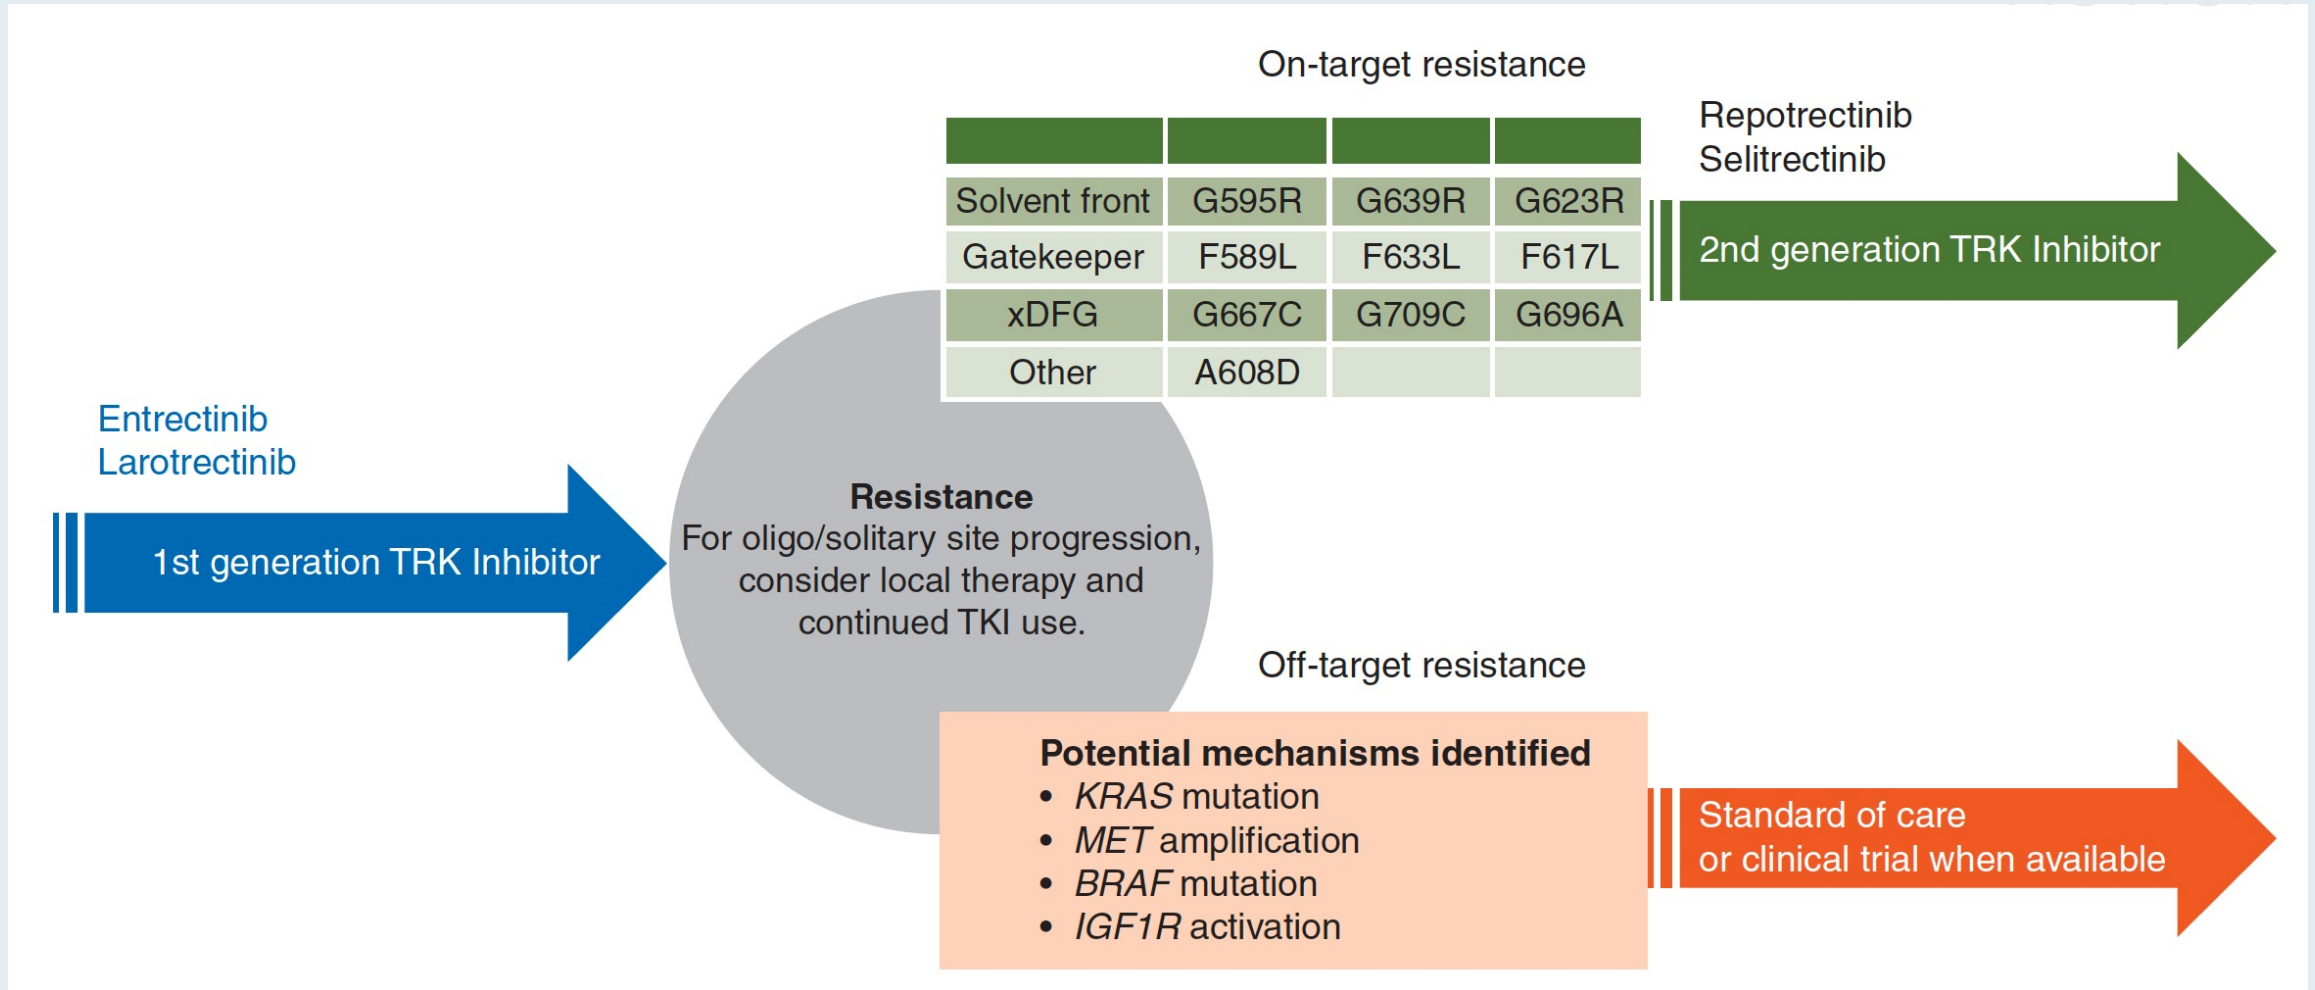 On-target resistance
Solvent front G595R G639R G623R
Gatekeeper F589L F633L F617L
xDFG G667C G709C G696A
Other A608D
Repotrectinib
Selitrectinib
2nd generation TRK Inhibitor
Entrectinib
Larotrectinib
1st generation TRK Inhibitor
Resistance
For oligo/solitary site progression,
consider local therapy and
continued TKI use.
Off-target resistance
Potential mechanisms identified
• KRAS mutation
• MET amplification
• BRAF mutation
• IGF1R activation
Standard of care
or clinical trial when available